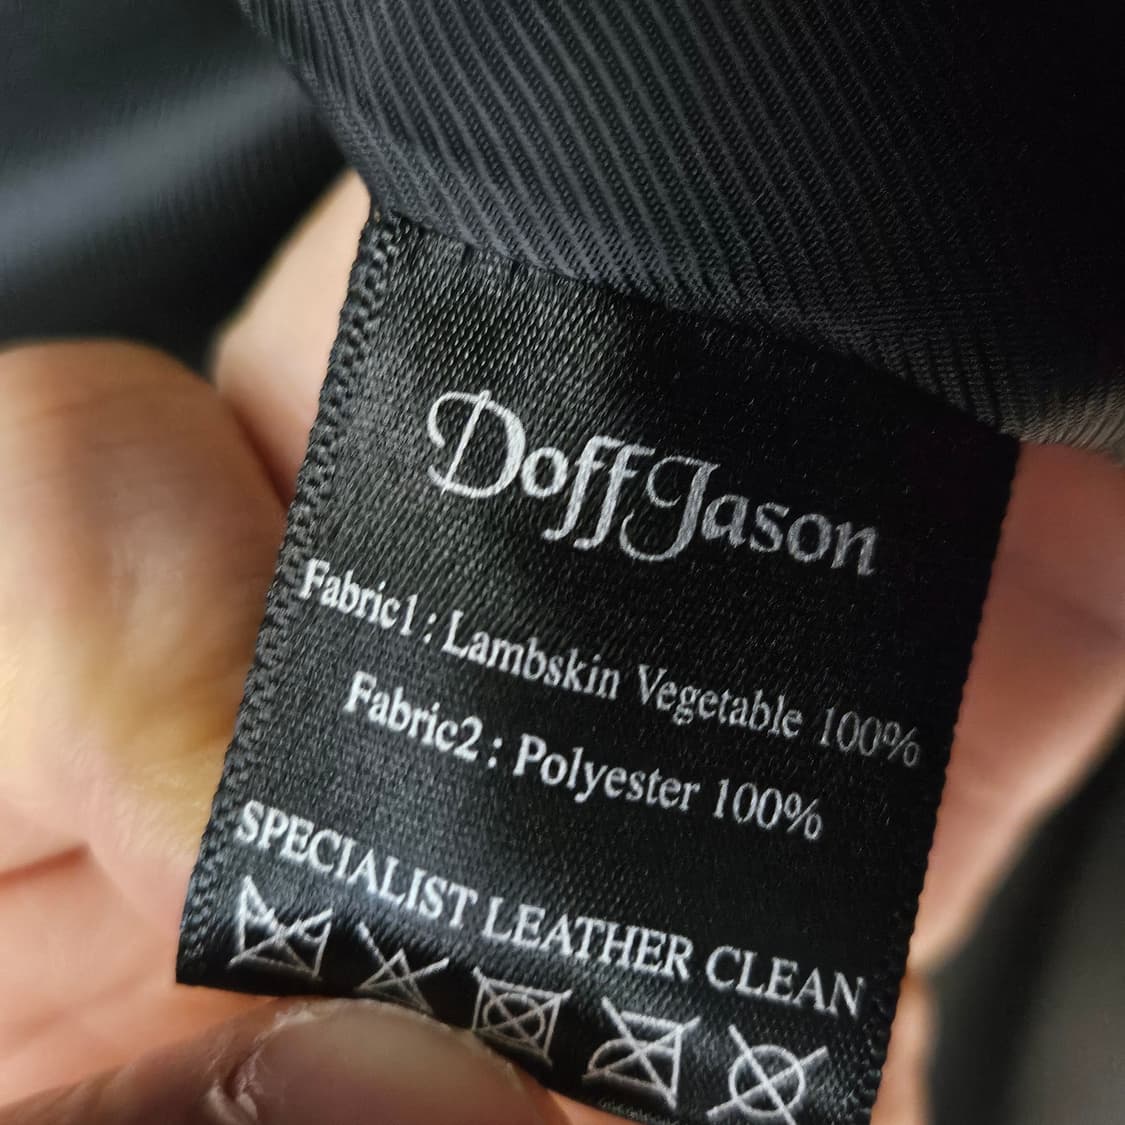 DoffJason
Fabric1 : Lambskin Vegetable 100%
Fabric2 : Polyester 100%
SPECIALIST LEATHER CLEAN